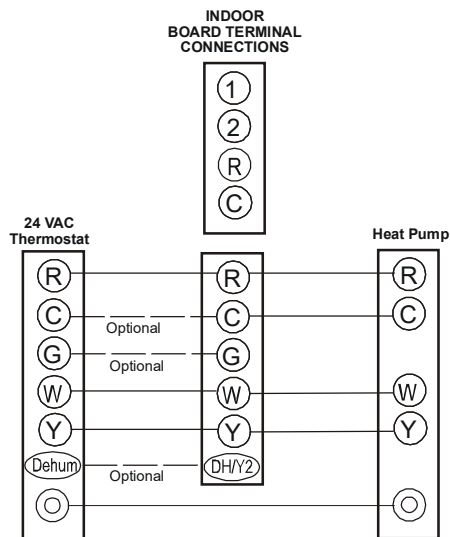 INDOOR
BOARD TERMINAL
CONNECTIONS
1
2
R
C
24 VAC
Thermostat
Heat Pump
R R R
C Optional C C
G Optional G
W W W
Y Y Y
Dehum Optional DH/Y2